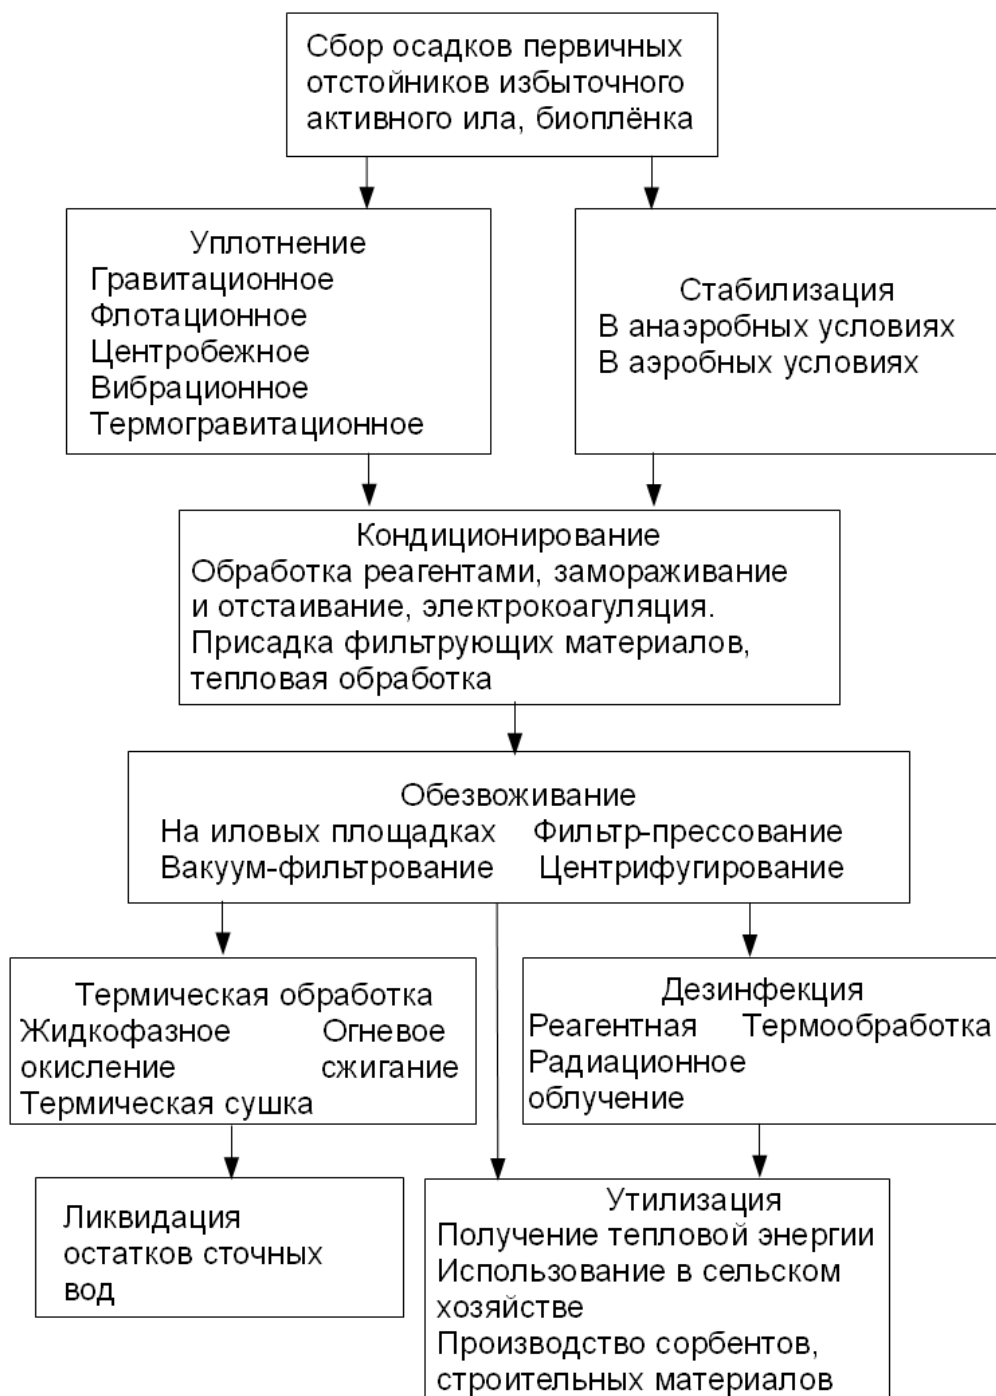 Сбор осадков первичных
отстойников избыточного
активного ила, биоплёнка
Уплотнение
Гравитационное
Флотационное
Центробежное
Вибрационное
Термогравитационное
Стабилизация
В анаэробных условиях
В аэробных условиях
Кондиционирование
Обработка реагентами, замораживание
и отстаивание, электрокоагуляция.
Присадка фильтрующих материалов,
тепловая обработка
Обезвоживание
На иловых площадках Фильтр-прессование
Вакуум-фильтрование Центрифугирование
Термическая обработка
Жидкофазное Огневое
окисление сжигание
Термическая сушка
Дезинфекция
Реагентная Термообработка
Радиационное
облучение
Ликвидация
остатков сточных
вод
Утилизация
Получение тепловой энергии
Использование в сельском
хозяйстве
Производство сорбентов,
строительных материалов